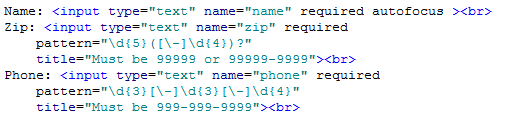 Name: <input type="text" name="name" required autofocus ><br>
Zip: <input type="text" name="zip" required
pattern="\d{5}([\-]\d{4})?"
title="Must be 99999 or 99999-9999"><br>
Phone: <input type="text" name="phone" required
pattern="\d{3}[\-]\d{3}[\-]\d{4}"
title="Must be 999-999-9999"><br>